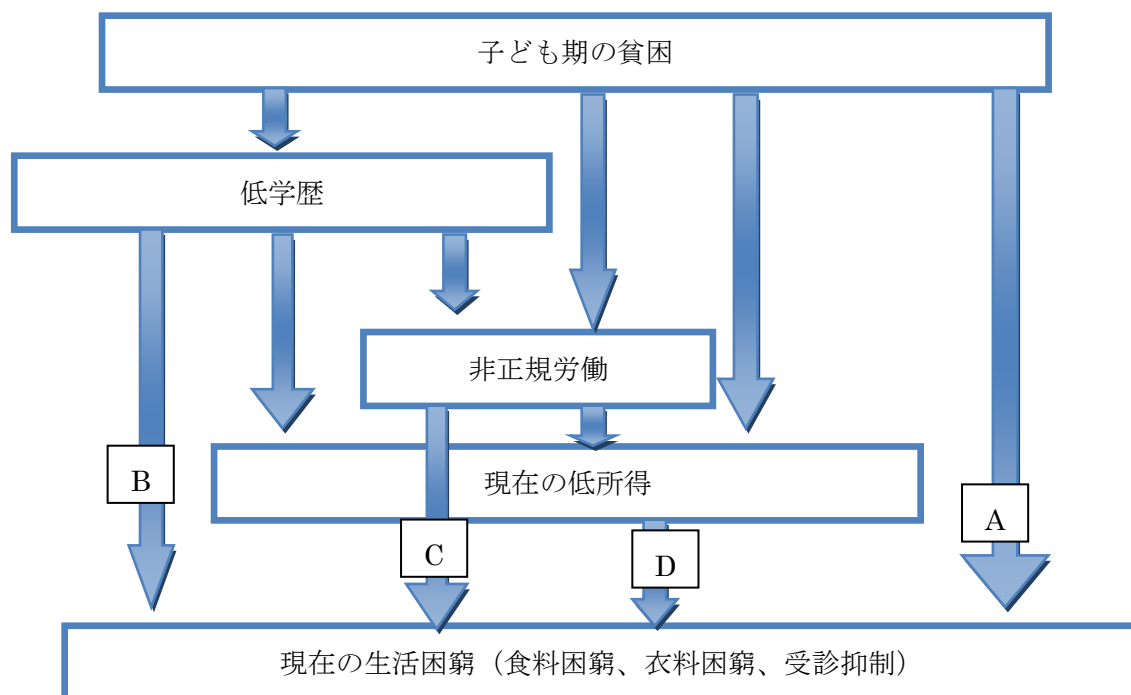 子ども期の貧困
低学歴
非正規労働
現在の低所得
B
A
C
D
現在の生活困窮（食料困窮、衣料困窮、受診抑制）